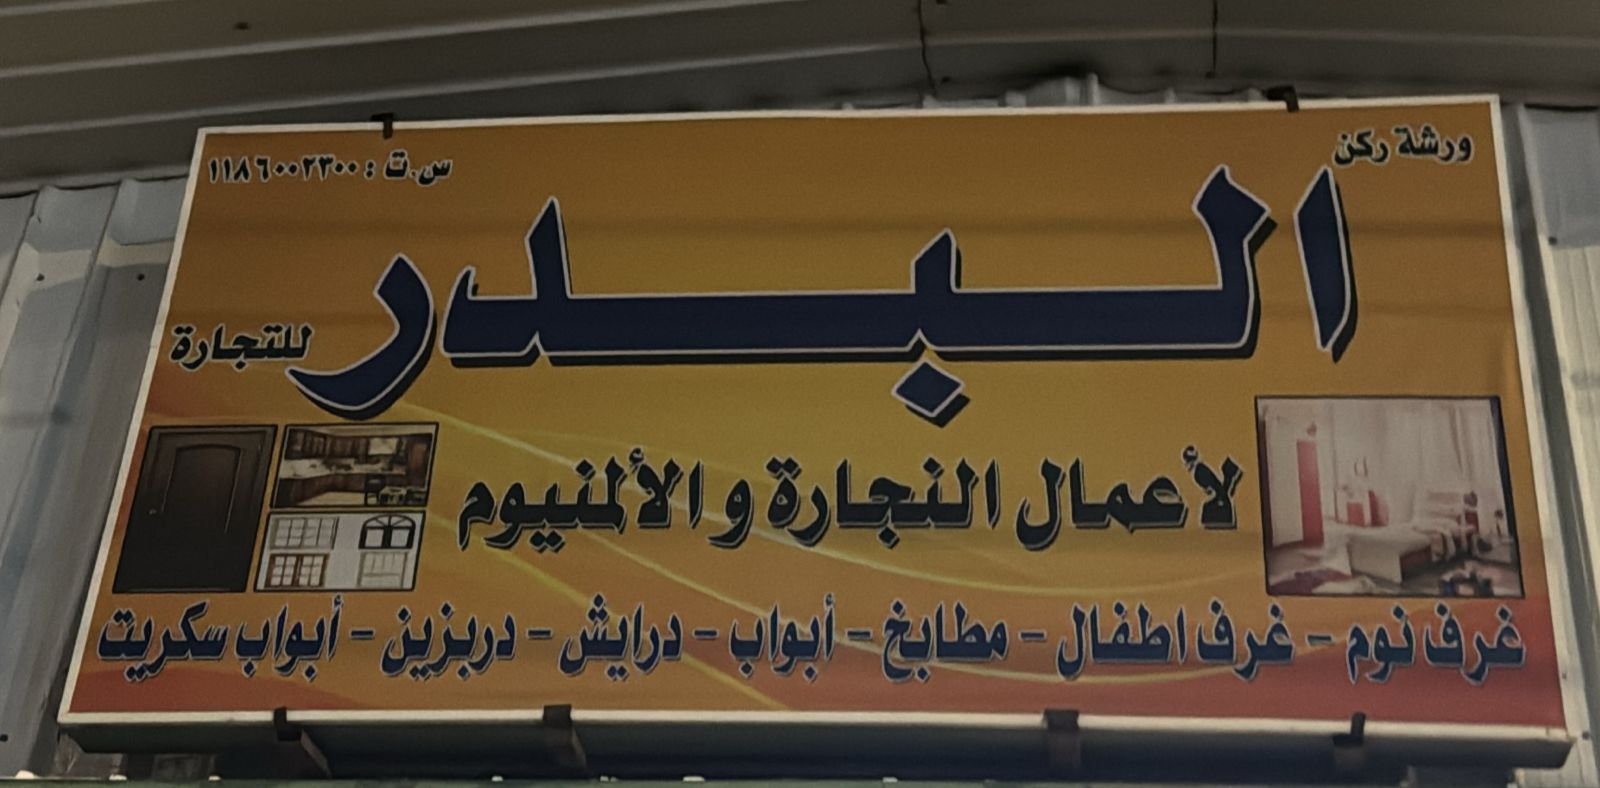 ورشة ركن
س.ت : ١١٨٦٠٠٢٣٠٠
البدر
للتجارة
لأعمال النجارة و الألمنيوم
غرف نوم - غرف اطفال - مطابخ - أبواب - درايش - دربزين - أبواب سكريت